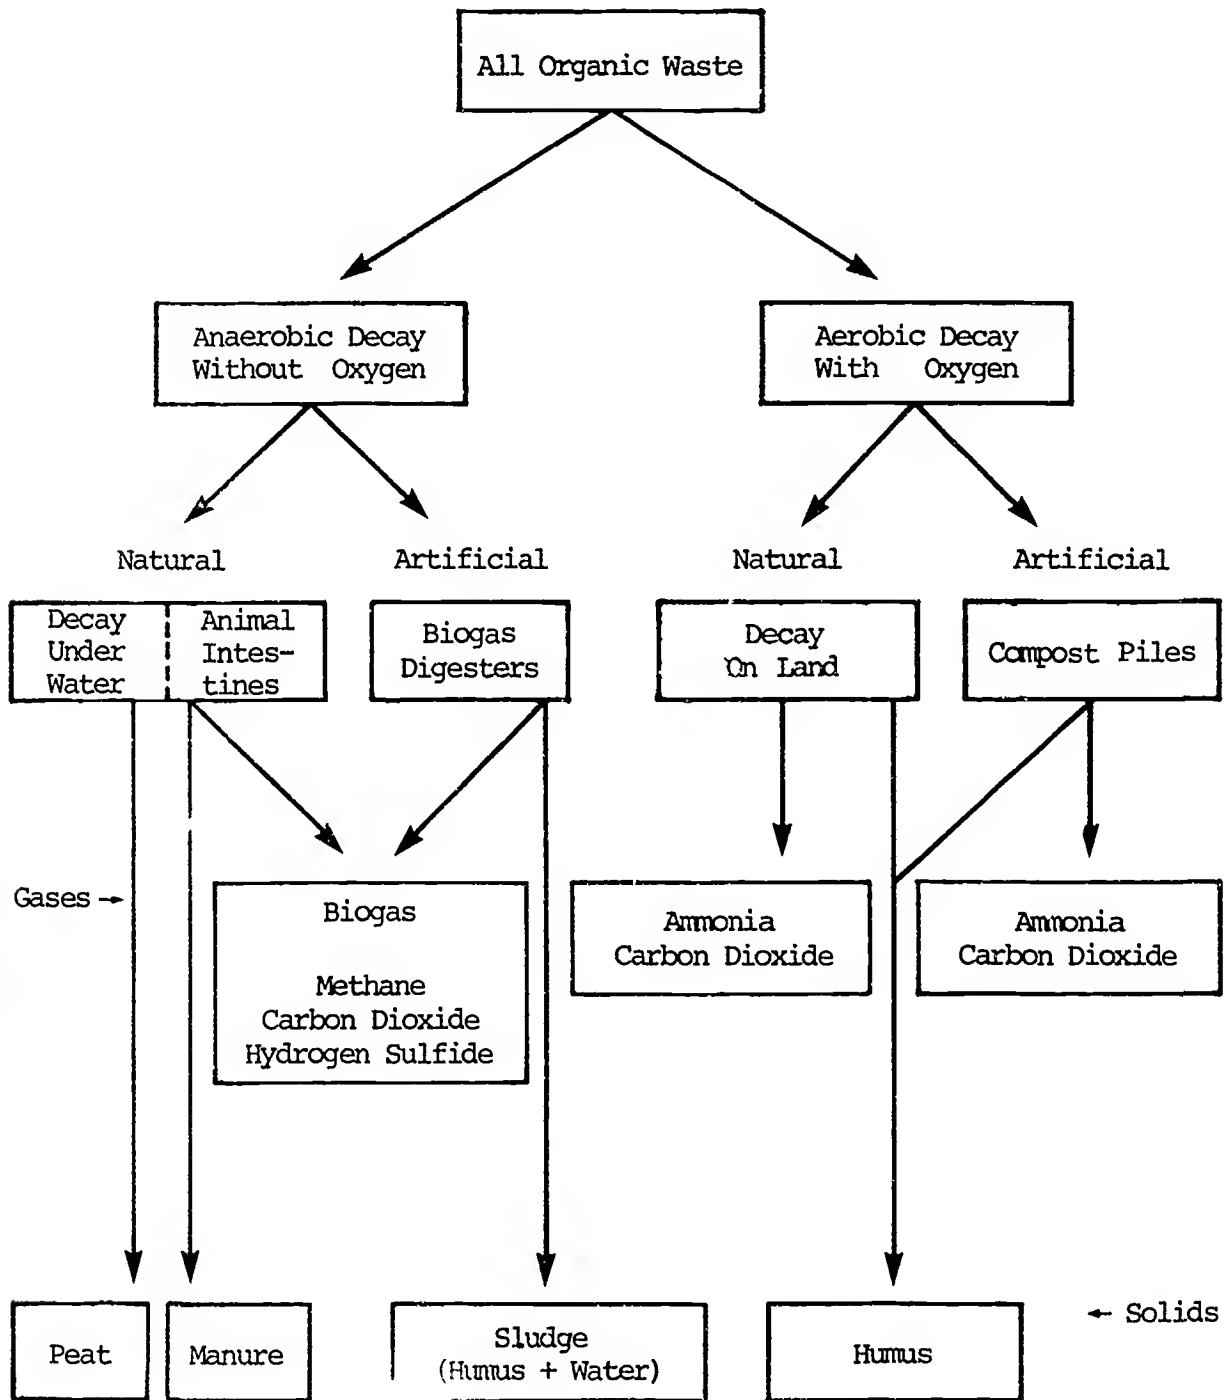 All Organic Waste
Anaerobic Decay
Without Oxygen
Aerobic Decay
With Oxygen
Natural
Artificial
Natural
Artificial
Decay
Under
Water
Animal
Intes-
tines
Biogas
Digesters
Decay
On Land
Compost Piles
Gases →
Biogas
Methane
Carbon Dioxide
Hydrogen Sulfide
Ammonia
Carbon Dioxide
Ammonia
Carbon Dioxide
Peat
Manure
Sludge
(Humus + Water)
Humus
← Solids